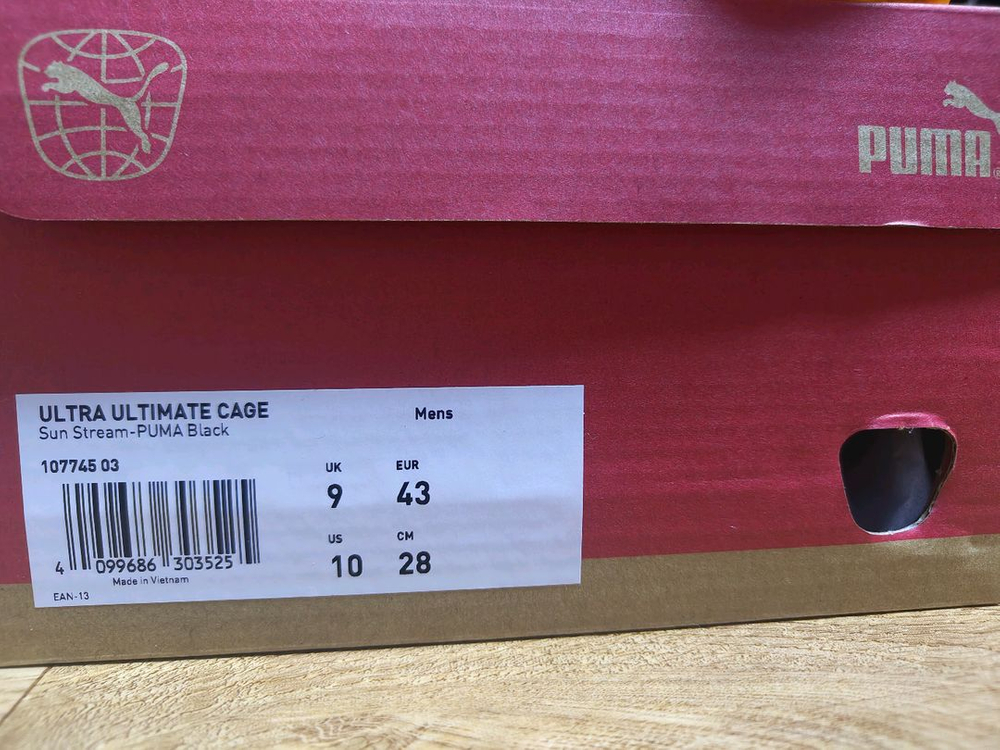 PUMA®
ULTRA ULTIMATE CAGE
Sun Stream-PUMA Black
Mens
107745 03
UK
EUR
9
43
US
CM
10
28
4 099686 303525
Made in Vietnam
EAN-13